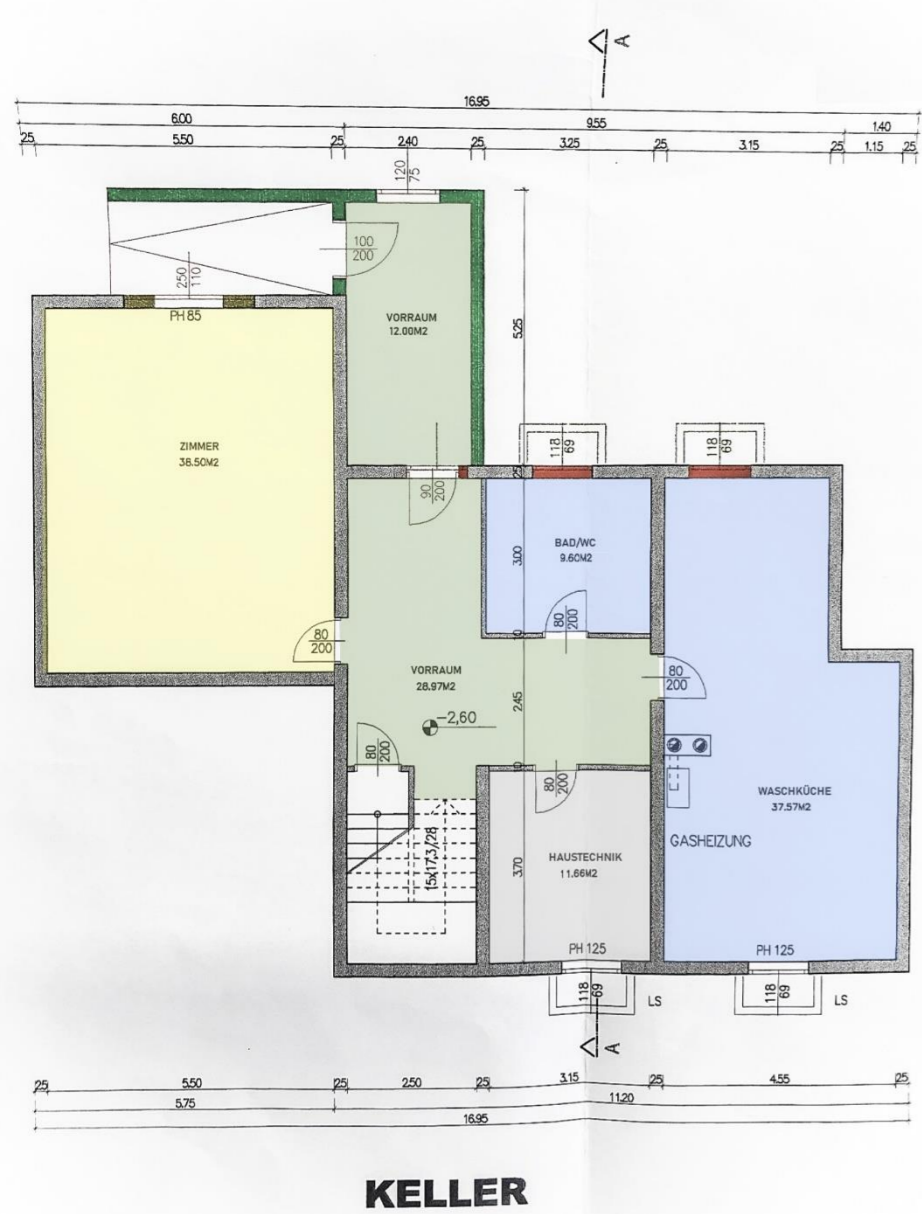 A
16.95
6.00 9.55 1.40
25 5.50 25 2.40 25 3.25 25 3.15 25 1.15 25
120
75
100
200
250
110
PH 85
VORRAUM
12.00M2
5.25
ZIMMER
38.50M2
118
69
118
69
25
90
200
BAD/WC
9.60M2
3.00
80
200
10
80
200
VORRAUM
28.97M2
80
200
-2,60
2.45
80
200
10
80
200
WASCHKÜCHE
37.57M2
GASHEIZUNG
15x17,3/28
HAUSTECHNIK
11.66M2
3.70
PH 125
PH 125
118
69
LS
118
69
LS
A
25 5.50 25 2.50 25 3.15 25 4.55 25
5.75 11.20
16.95
KELLER